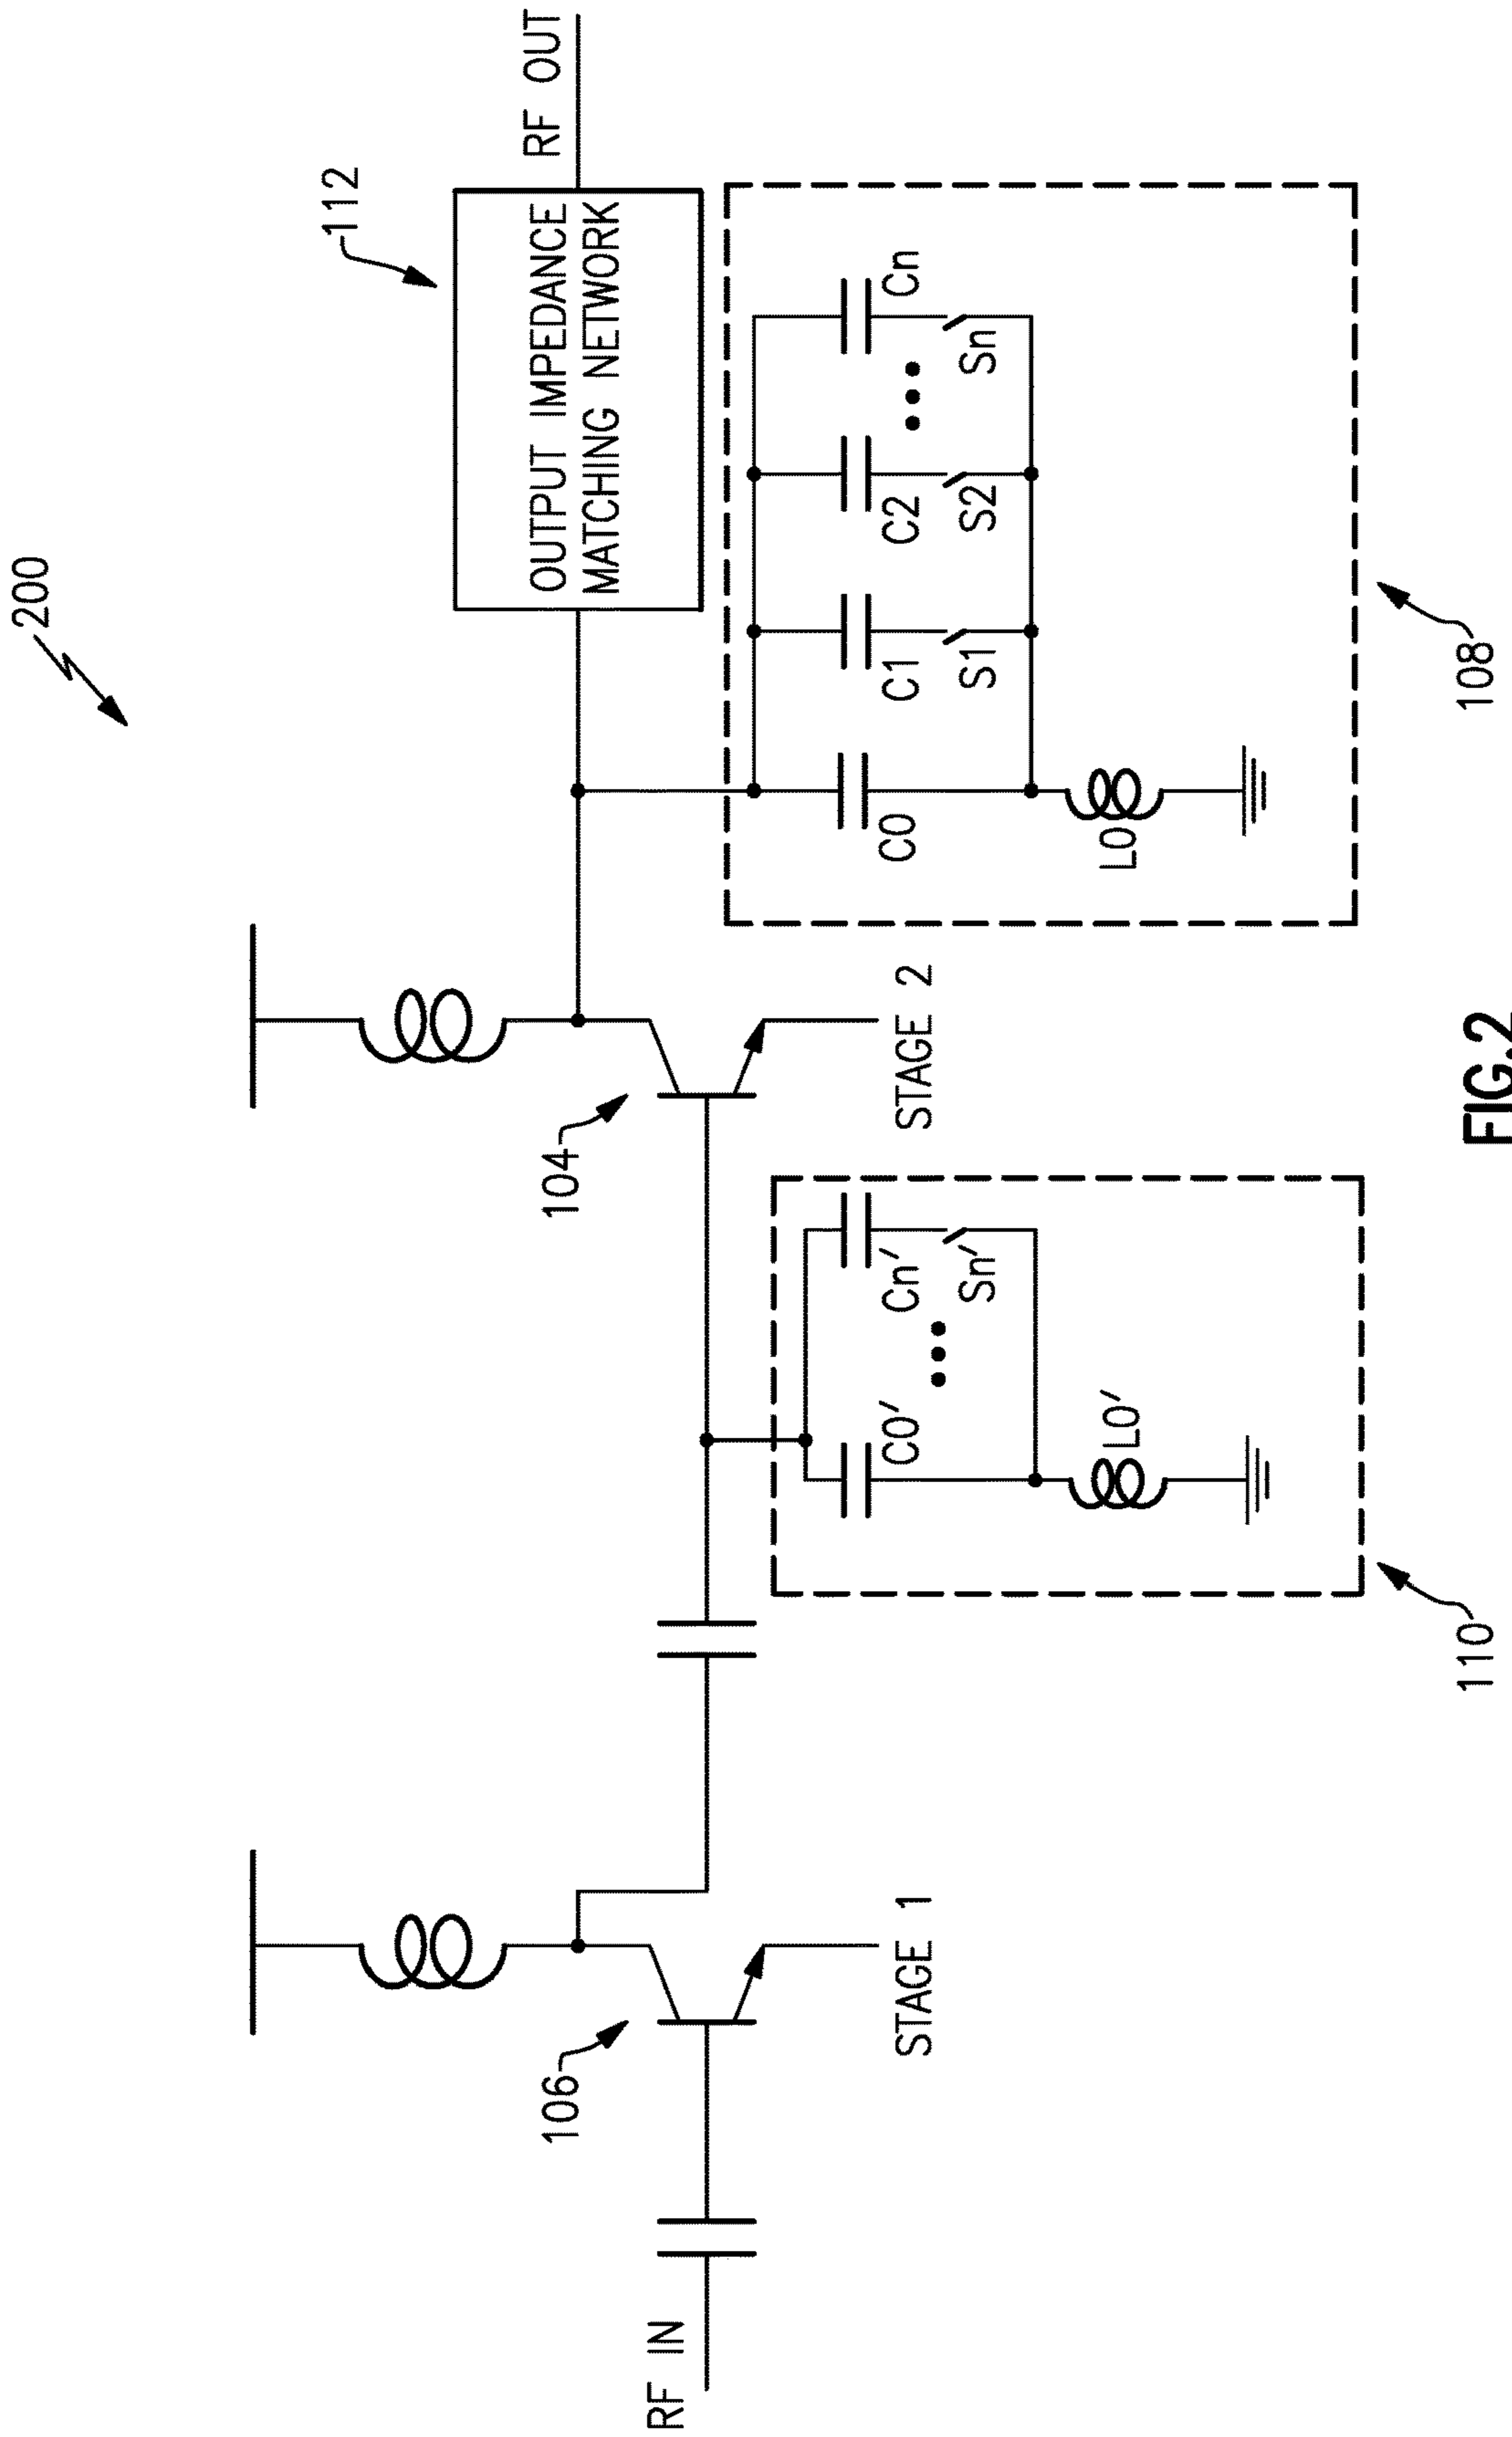 200
112
RF OUT
OUTPUT IMPEDANCE
MATCHING NETWORK
104
STAGE 2
C0
C1
C2
Cn
S1
S2
Sn
L0
108
106
STAGE 1
RF IN
C0′
Cn′
Sn′
L0′
110
FIG.2